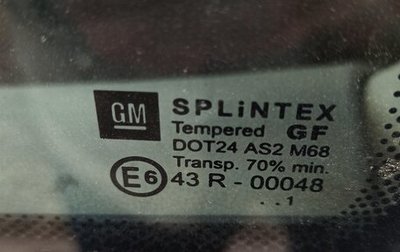 GM SPLiNTEX
Tempered GF
DOT24 AS2 M68
Transp. 70% min.
E6 43 R - 00048
. . 1